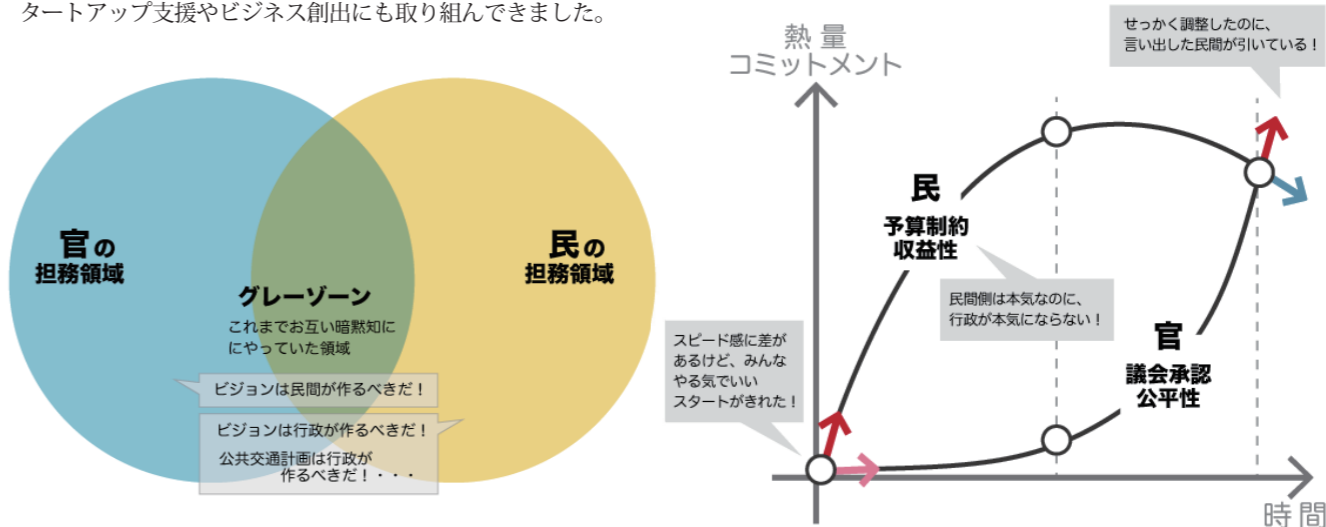 タートアップ支援やビジネス創出にも取り組んできました。
官の
担務領域
民の
担務領域
グレーゾーン
これまでお互い暗黙知に
にやっていた領域
ビジョンは民間が作るべきだ！
ビジョンは行政が作るべきだ！
公共交通計画は行政が
作るべきだ！・・・
熱量
コミットメント
せっかく調整したのに、
言い出した民間が引いている！
民
予算制約
収益性
民間側は本気なのに、
行政が本気にならない！
スピード感に差が
あるけど、みんな
やる気でいい
スタートがきれた！
官
議会承認
公平性
時間